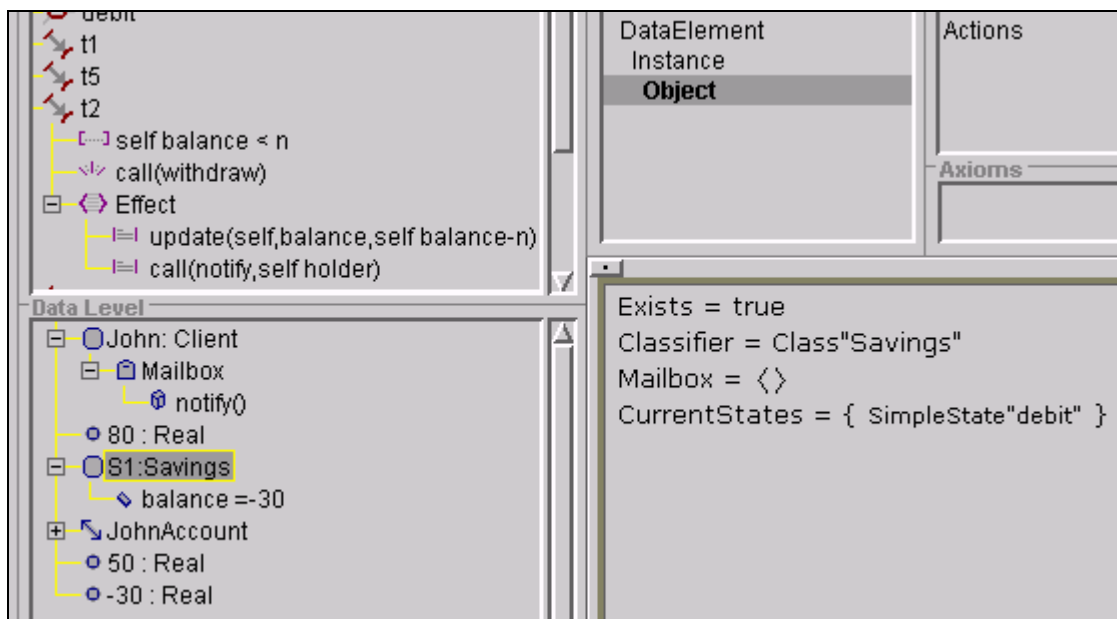 debit
t1
t5
t2
self balance < n
call(withdraw)
Effect
update(self,balance,self balance-n)
call(notify,self holder)
Data Level
John: Client
Mailbox
notify()
80 : Real
S1:Savings
balance =-30
JohnAccount
50 : Real
-30 : Real
DataElement
Instance
Object
Actions
Axioms
Exists = true
Classifier = Class"Savings"
Mailbox = ⟨⟩
CurrentStates = { SimpleState"debit" }